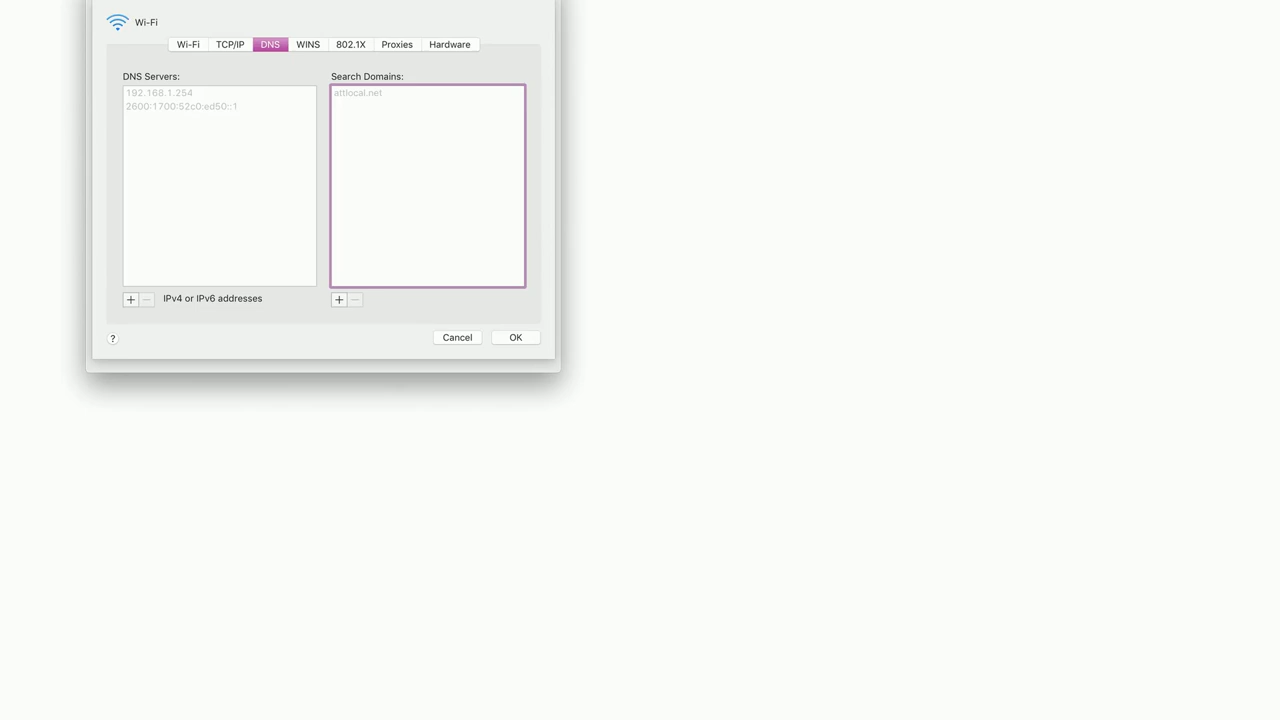 Wi-Fi
Wi-Fi TCP/IP DNS WINS 802.1X Proxies Hardware
DNS Servers: Search Domains:
192.168.1.254 attlocal.net
2600:1700:52c0:ed50::1
+ − IPv4 or IPv6 addresses + −
? Cancel OK